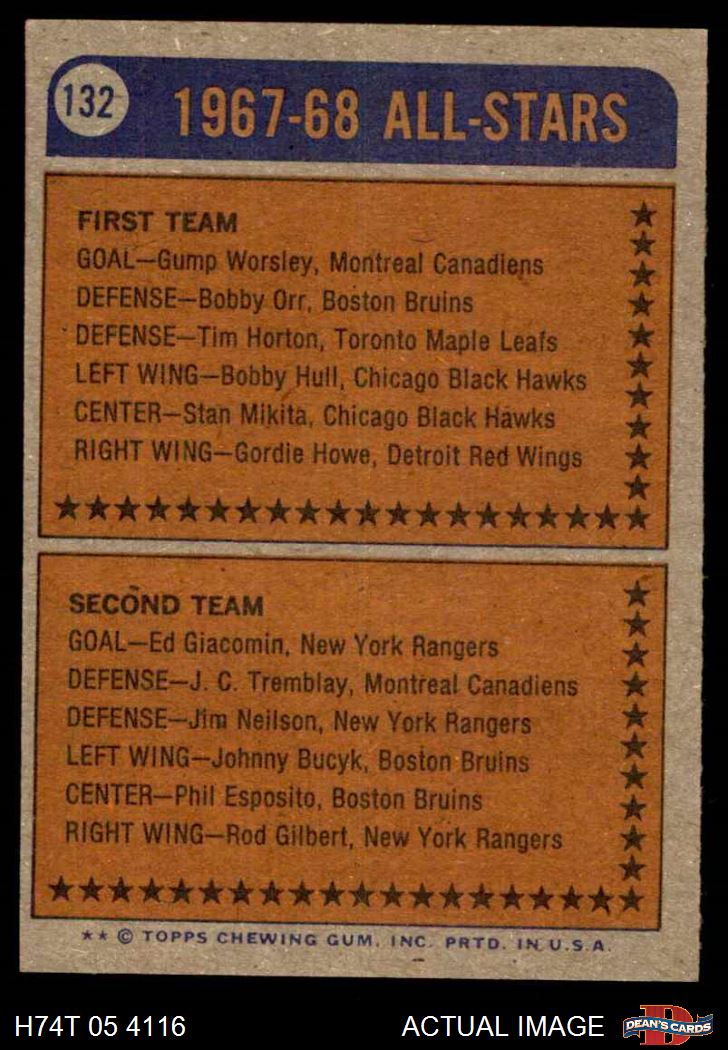 132
1967-68 ALL-STARS
FIRST TEAM
GOAL—Gump Worsley, Montreal Canadiens
DEFENSE—Bobby Orr, Boston Bruins
DEFENSE—Tim Horton, Toronto Maple Leafs
LEFT WING—Bobby Hull, Chicago Black Hawks
CENTER—Stan Mikita, Chicago Black Hawks
RIGHT WING—Gordie Howe, Detroit Red Wings
SECOND TEAM
GOAL—Ed Giacomin, New York Rangers
DEFENSE—J. C. Tremblay, Montreal Canadiens
DEFENSE—Jim Neilson, New York Rangers
LEFT WING—Johnny Bucyk, Boston Bruins
CENTER—Phil Esposito, Boston Bruins
RIGHT WING—Rod Gilbert, New York Rangers
★★ © TOPPS CHEWING GUM, INC. PRTD. IN U.S.A.
H74T 05 4116
ACTUAL IMAGE
D
DEAN'S CARDS